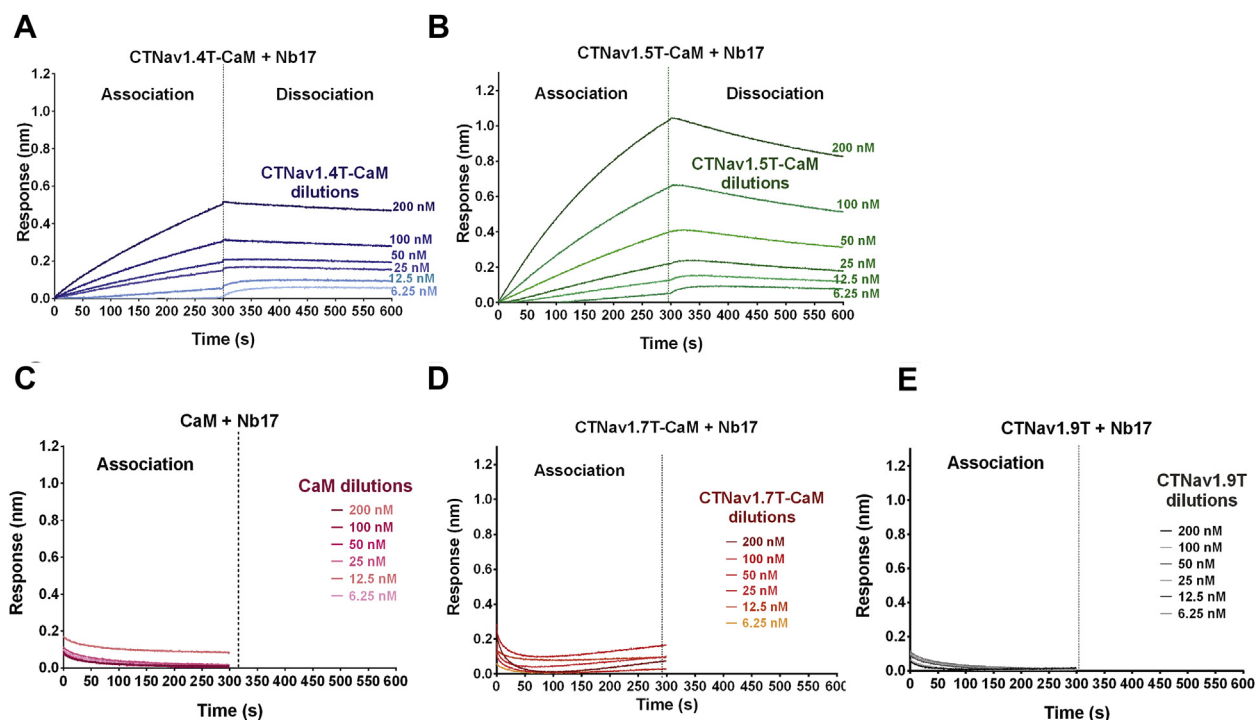 A
CTNav1.4T-CaM + Nb17
Response (nm)
1.2
1.0
0.8
0.6
0.4
0.2
0.0
Association
Dissociation
CTNav1.4T-CaM
dilutions
200 nM
100 nM
50 nM
25 nM
12.5 nM
6.25 nM
0 50 100 150 200 250 300 350 400 450 500 550 600
Time (s)
B
CTNav1.5T-CaM + Nb17
Response (nm)
1.2
1.0
0.8
0.6
0.4
0.2
0.0
Association
Dissociation
CTNav1.5T-CaM
dilutions
200 nM
100 nM
50 nM
25 nM
12.5 nM
6.25 nM
0 50 100 150 200 250 300 350 400 450 500 550 600
Time (s)
C
CaM + Nb17
Response (nm)
1.2
1.0
0.8
0.6
0.4
0.2
0.0
Association
CaM dilutions
200 nM
100 nM
50 nM
25 nM
12.5 nM
6.25 nM
0 50 100 150 200 250 300 350 400 450 500 550 600
Time (s)
D
CTNav1.7T-CaM + Nb17
Response (nm)
1.2
1.0
0.8
0.6
0.4
0.2
0.0
Association
CTNav1.7T-CaM
dilutions
200 nM
100 nM
50 nM
25 nM
12.5 nM
6.25 nM
0 50 100 150 200 250 300 350 400 450 500 550 600
Time (s)
E
CTNav1.9T + Nb17
Response (nm)
1.2
1.0
0.8
0.6
0.4
0.2
0.0
Association
CTNav1.9T
dilutions
200 nM
100 nM
50 nM
25 nM
12.5 nM
6.25 nM
0 50 100 150 200 250 300 350 400 450 500 550 600
Time (s)